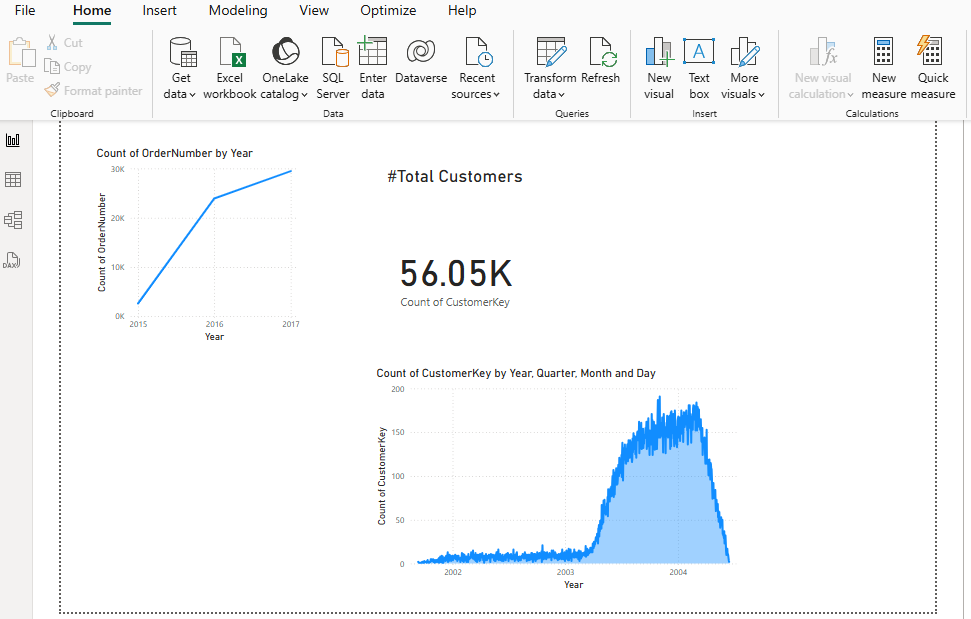 File Home Insert Modeling View Optimize Help
Paste
Cut
Copy
Format painter
Clipboard
Get data
Excel workbook
OneLake catalog
SQL Server
Enter data
Dataverse
Recent sources
Data
Transform data
Refresh
Queries
New visual
Text box
A
More visuals
Insert
New visual calculation
fx
New measure
Quick measure
Calculations
DAX
Count of OrderNumber by Year
30K
20K
10K
0K
Count of OrderNumber
2015 2016 2017
Year
#Total Customers
56.05K
Count of CustomerKey
Count of CustomerKey by Year, Quarter, Month and Day
200
150
100
50
0
Count of CustomerKey
2002 2003 2004
Year